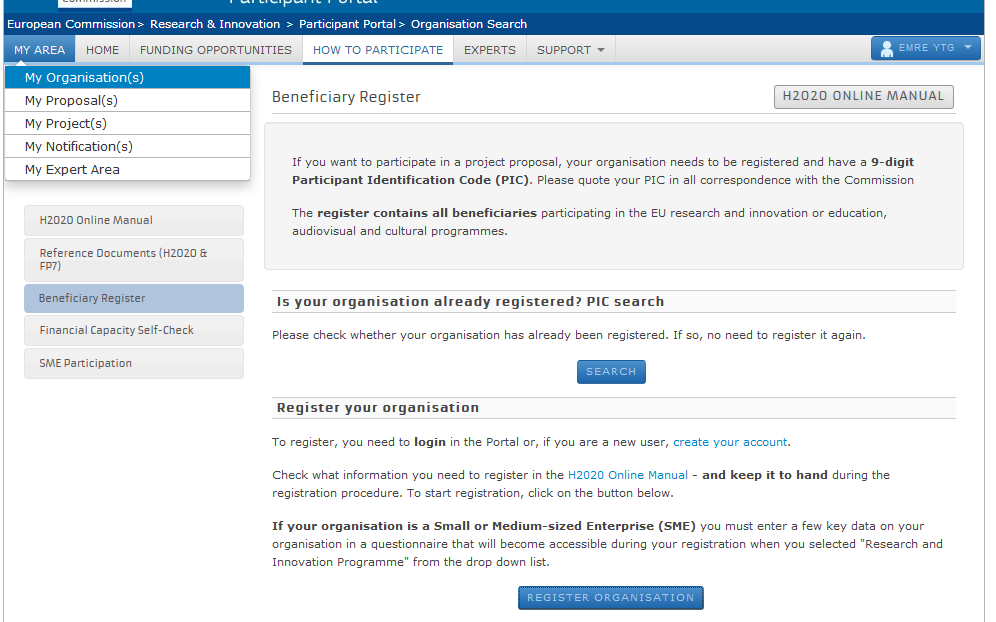 Commission
Participant Portal
European Commission > Research & Innovation > Participant Portal > Organisation Search
MY AREA HOME FUNDING OPPORTUNITIES HOW TO PARTICIPATE EXPERTS SUPPORT EMRE YTG
My Organisation(s)
My Proposal(s)
My Project(s)
My Notification(s)
My Expert Area
H2020 Online Manual
Reference Documents (H2020 &
FP7)
Beneficiary Register
Financial Capacity Self-Check
SME Participation
Beneficiary Register
H2020 ONLINE MANUAL
If you want to participate in a project proposal, your organisation needs to be registered and have a 9-digit
Participant Identification Code (PIC). Please quote your PIC in all correspondence with the Commission
The register contains all beneficiaries participating in the EU research and innovation or education,
audiovisual and cultural programmes.
Is your organisation already registered? PIC search
Please check whether your organisation has already been registered. If so, no need to register it again.
SEARCH
Register your organisation
To register, you need to login in the Portal or, if you are a new user, create your account.
Check what information you need to register in the H2020 Online Manual - and keep it to hand during the
registration procedure. To start registration, click on the button below.
If your organisation is a Small or Medium-sized Enterprise (SME) you must enter a few key data on your
organisation in a questionnaire that will become accessible during your registration when you selected "Research and
Innovation Programme" from the drop down list.
REGISTER ORGANISATION